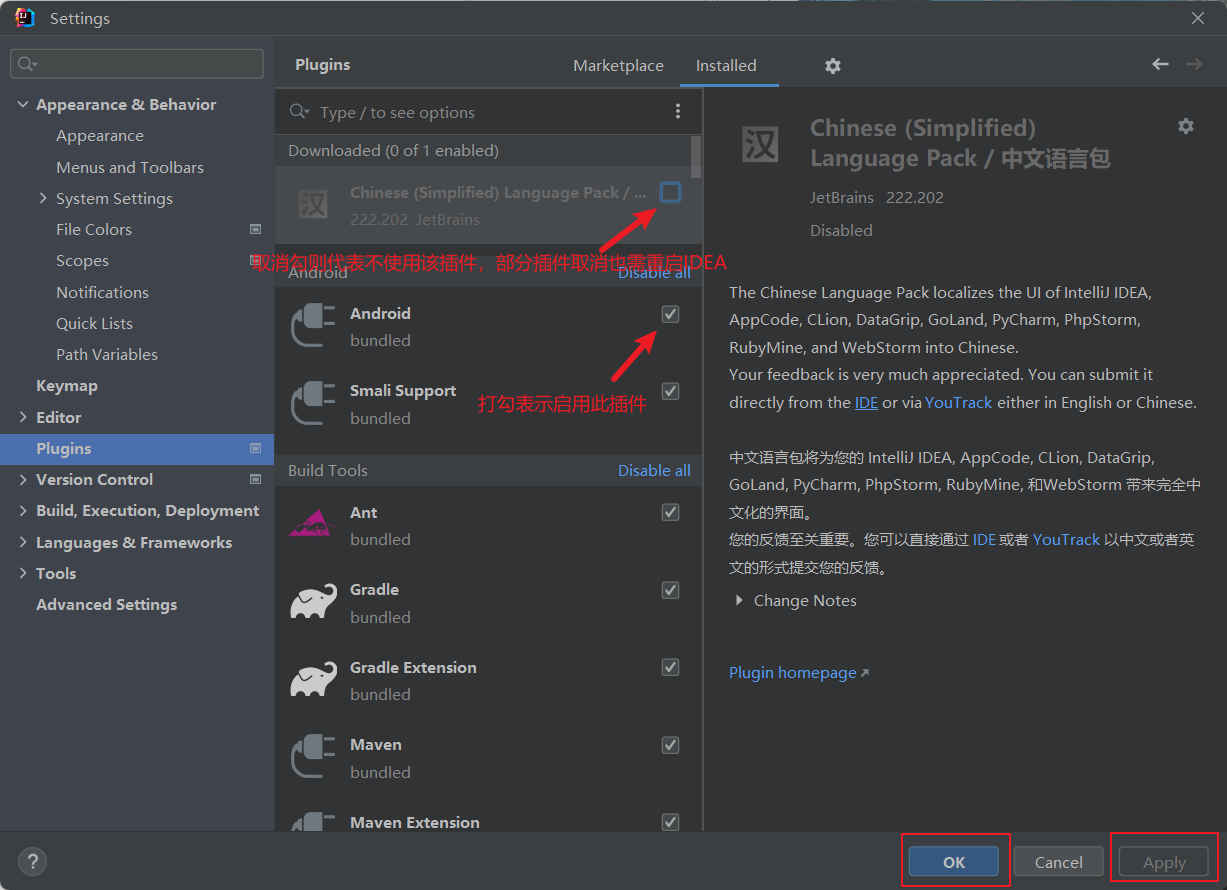 Settings
Plugins
Marketplace
Installed
Appearance & Behavior
Appearance
Menus and Toolbars
System Settings
File Colors
Scopes
Notifications
Quick Lists
Path Variables
Keymap
Editor
Plugins
Version Control
Build, Execution, Deployment
Languages & Frameworks
Tools
Advanced Settings
Type / to see options
Downloaded (0 of 1 enabled)
汉
Chinese (Simplified) Language Pack / ...
222.202 JetBrains
取消勾则代表不使用该插件，部分插件取消也需重启IDEA
Android
Disable all
Android
bundled
Smali Support
bundled
打勾表示启用此插件
Build Tools
Disable all
Ant
bundled
Gradle
bundled
Gradle Extension
bundled
Maven
bundled
Maven Extension
汉
Chinese (Simplified)
Language Pack / 中文语言包
JetBrains 222.202
Disabled
The Chinese Language Pack localizes the UI of IntelliJ IDEA,
AppCode, CLion, DataGrip, GoLand, PyCharm, PhpStorm,
RubyMine, and WebStorm into Chinese.
Your feedback is very much appreciated. You can submit it
directly from the IDE or via YouTrack either in English or Chinese.
中文语言包将为您的 IntelliJ IDEA, AppCode, CLion, DataGrip,
GoLand, PyCharm, PhpStorm, RubyMine, 和WebStorm 带来完全中
文化的界面。
您的反馈至关重要。您可以直接通过 IDE 或者 YouTrack 以中文或者英
文的形式提交您的反馈。
Change Notes
Plugin homepage
?
OK
Cancel
Apply